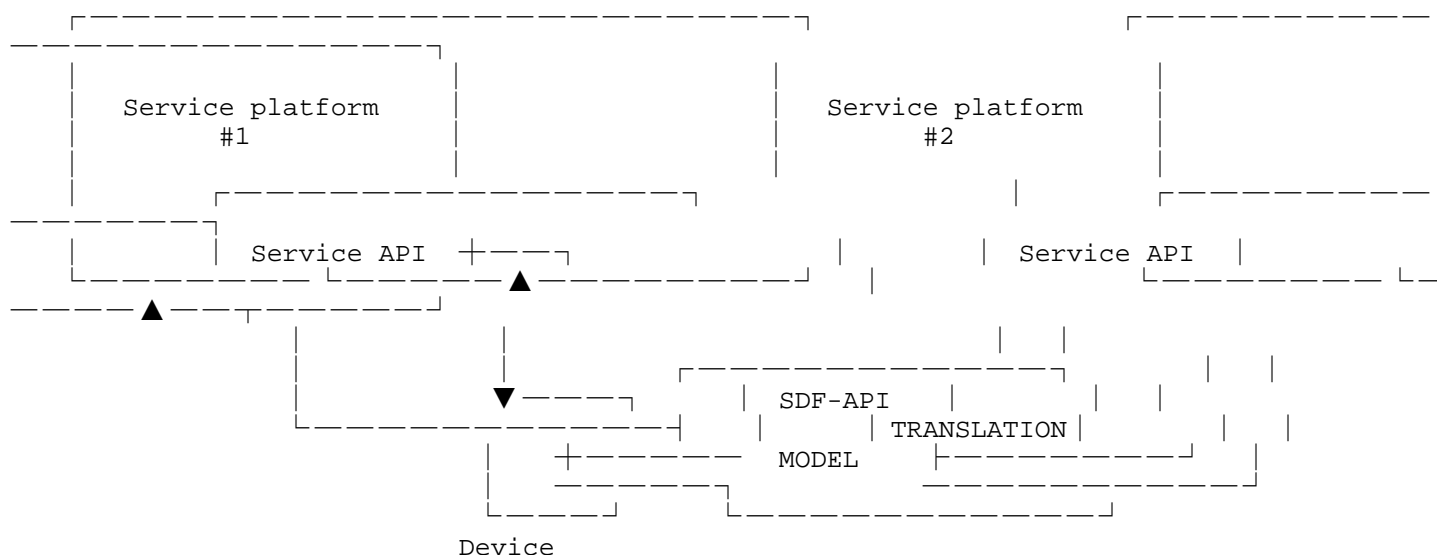 Service platform Service platform
#1 #2
Service API Service API
SDF-API
TRANSLATION
MODEL
Device